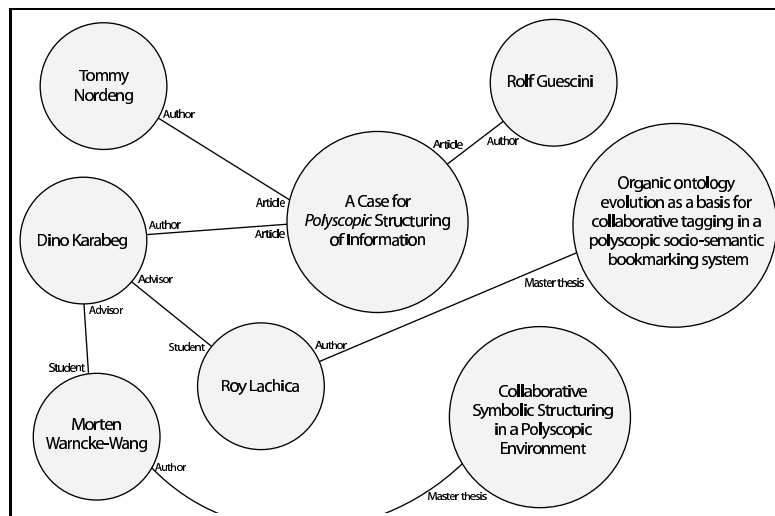 Tommy
Nordeng
Rolf Guescini
Author
Article
Author
A Case for
Polyscopic Structuring
of Information
Organic ontology
evolution as a basis for
collaborative tagging in a
polyscopic socio-semantic
bookmarking system
Article
Author
Article
Dino Karabeg
Advisor
Advisor
Master thesis
Student
Author
Student
Roy Lachica
Collaborative
Symbolic Structuring
in a Polyscopic
Environment
Morten
Warncke-Wang
Author
Master thesis